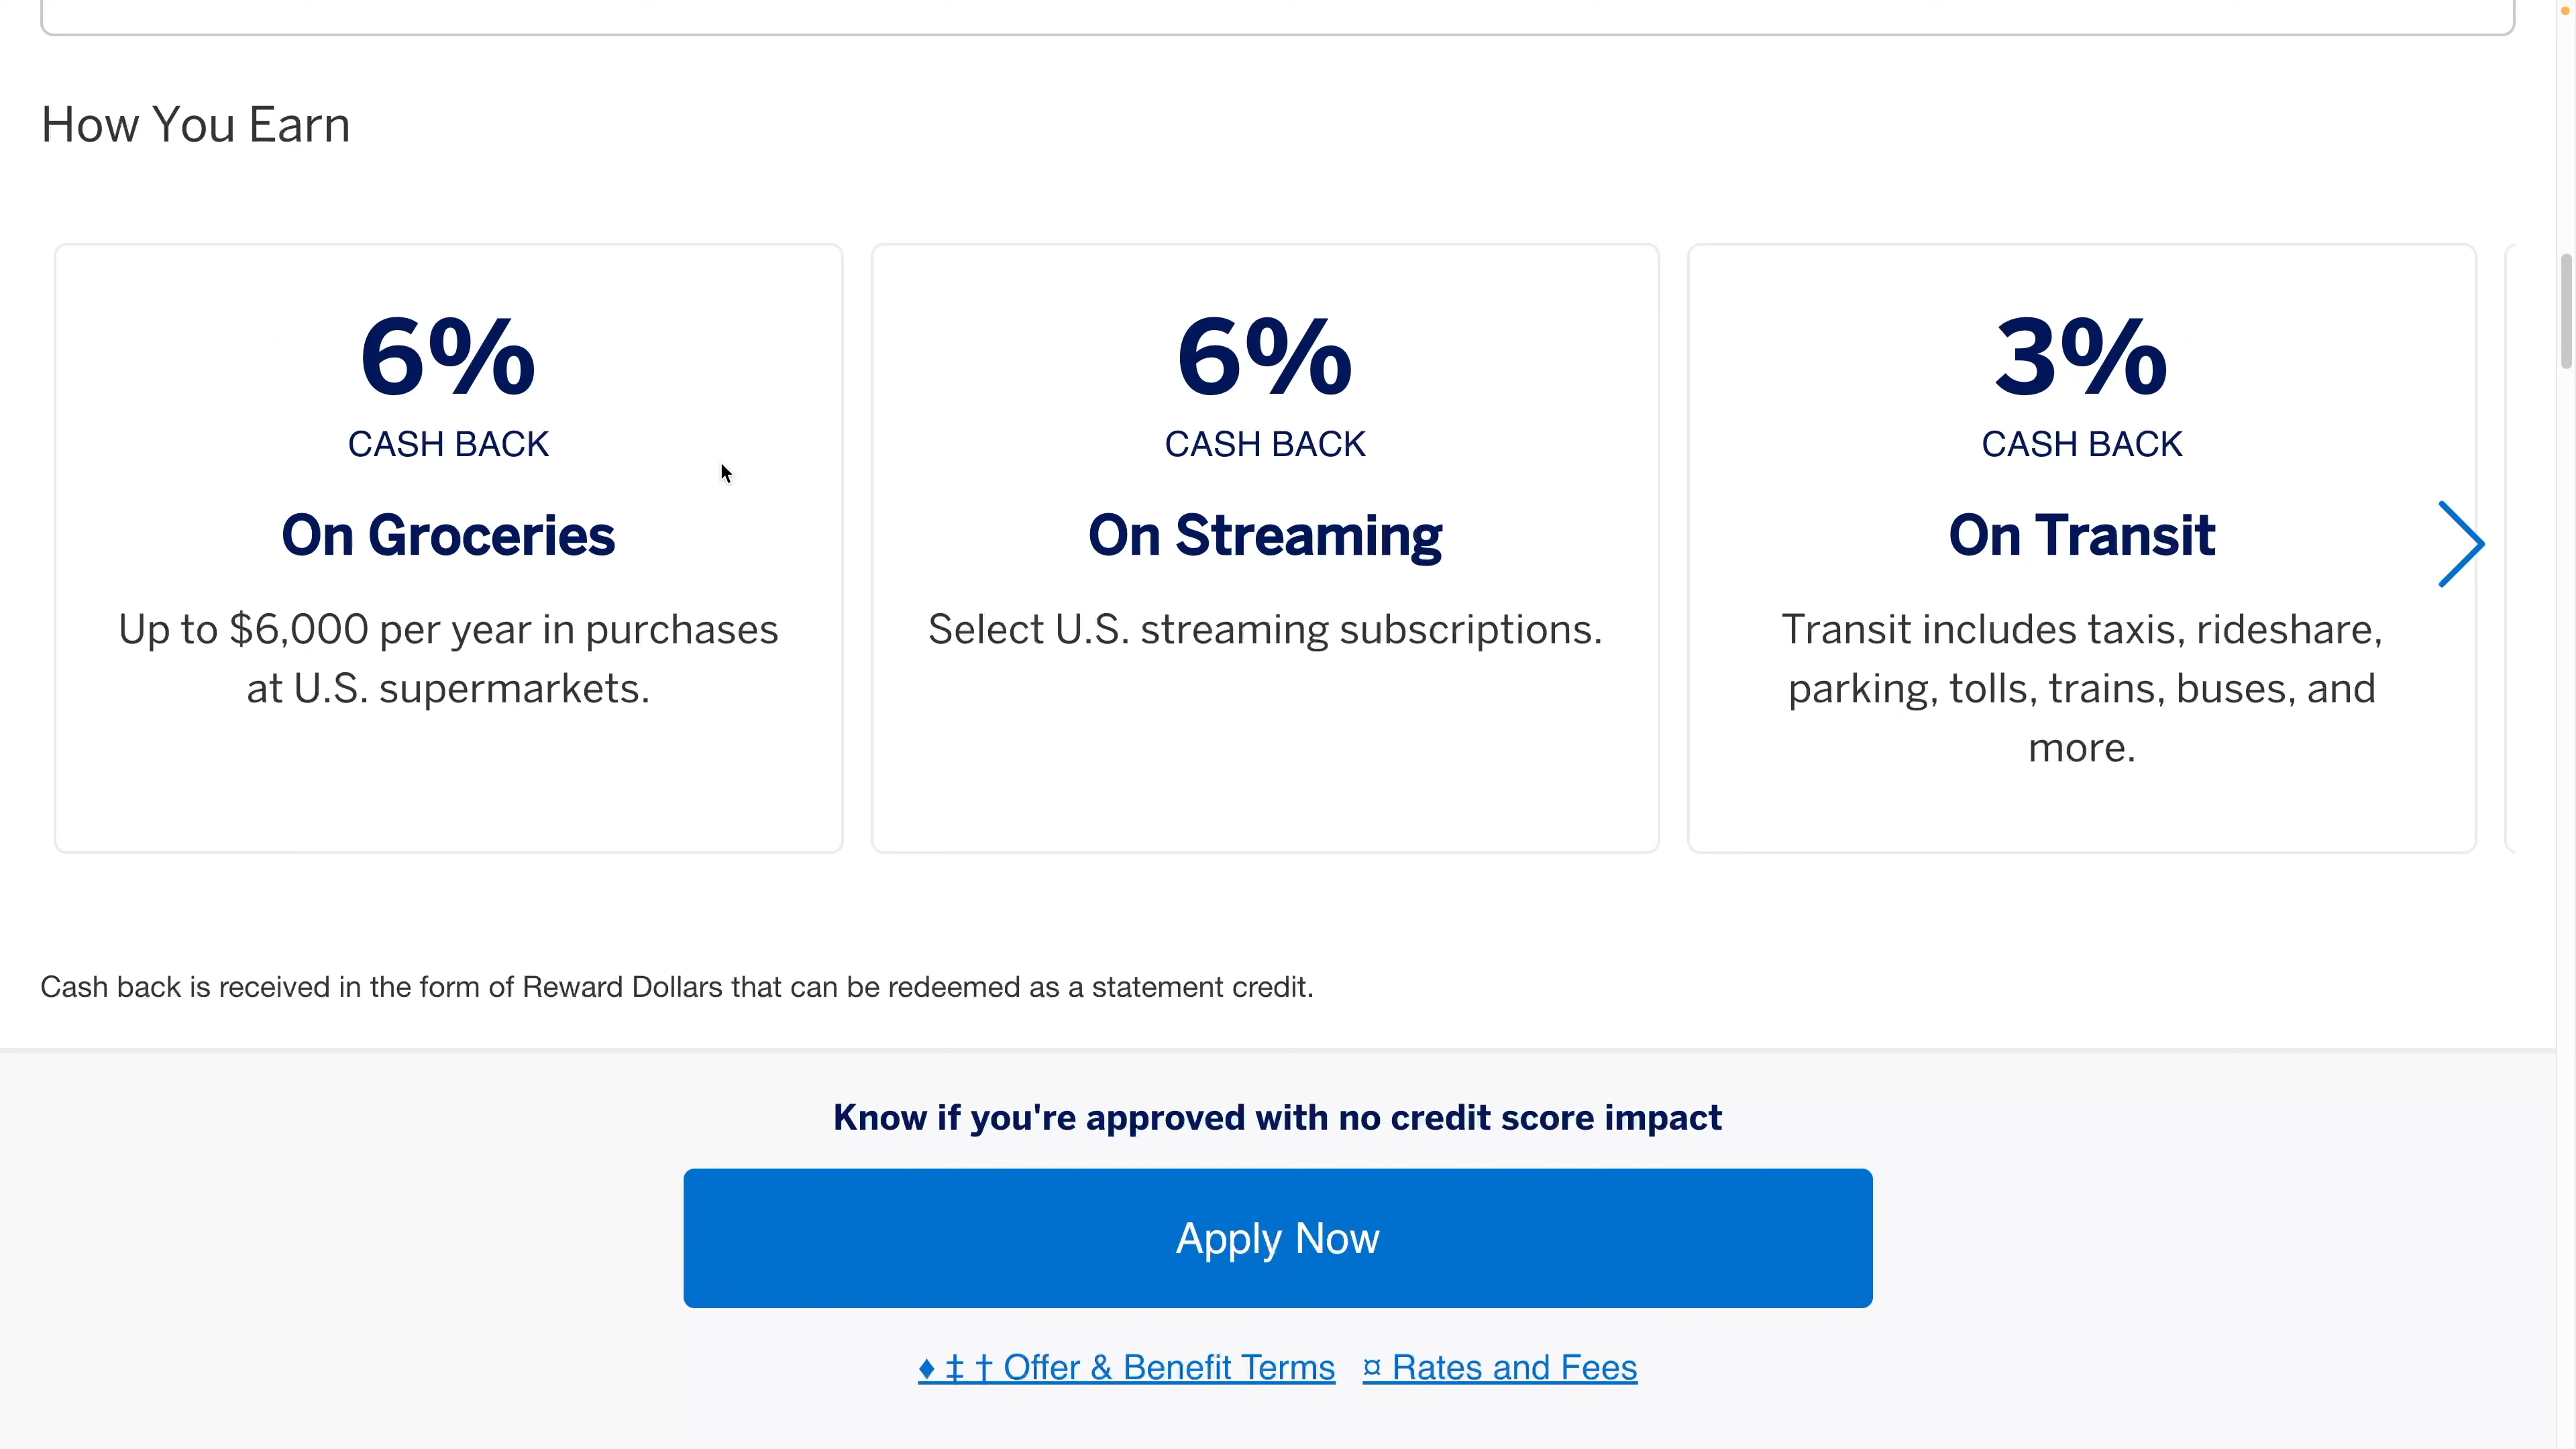 How You Earn
6%
CASH BACK
On Groceries
Up to $6,000 per year in purchases
at U.S. supermarkets.
6%
CASH BACK
On Streaming
Select U.S. streaming subscriptions.
3%
CASH BACK
On Transit
Transit includes taxis, rideshare,
parking, tolls, trains, buses, and
more.
Cash back is received in the form of Reward Dollars that can be redeemed as a statement credit.
Know if you're approved with no credit score impact
Apply Now
♦ ‡ † Offer & Benefit Terms ¤ Rates and Fees